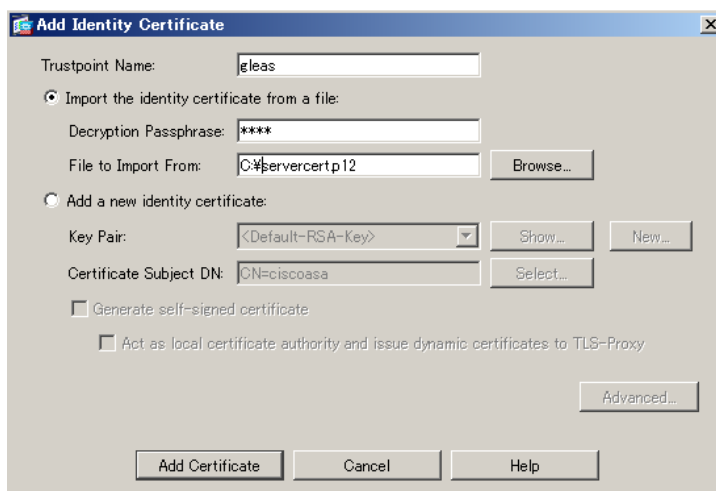 Add Identity Certificate
Trustpoint Name: gleas
Import the identity certificate from a file:
Decryption Passphrase: ****
File to Import From: C:¥servercert.p12 Browse...
Add a new identity certificate:
Key Pair: <Default-RSA-Key> Show... New...
Certificate Subject DN: CN=ciscoasa Select...
Generate self-signed certificate
Act as local certificate authority and issue dynamic certificates to TLS-Proxy
Advanced...
Add Certificate Cancel Help